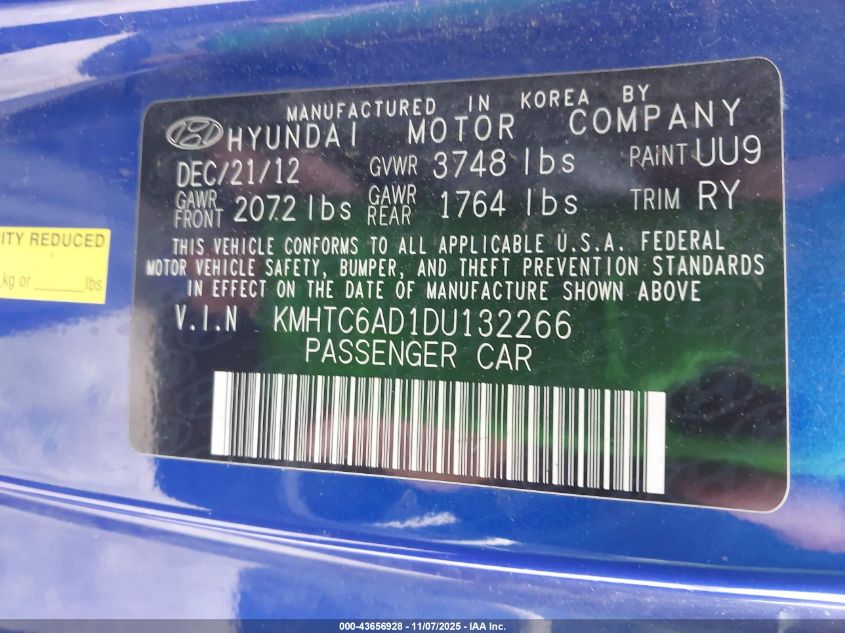 MANUFACTURED IN KOREA BY
HYUNDAI MOTOR COMPANY
DEC/21/12 GVWR 3748 lbs PAINT UU9
GAWR FRONT 2072 lbs GAWR REAR 1764 lbs TRIM RY
THIS VEHICLE CONFORMS TO ALL APPLICABLE U.S.A. FEDERAL
MOTOR VEHICLE SAFETY, BUMPER, AND THEFT PREVENTION STANDARDS
IN EFFECT ON THE DATE OF MANUFACTURE SHOWN ABOVE
V.I.N KMHTC6AD1DU132266
PASSENGER CAR
REDUCED
kg or ______ lbs
000-43656928 - 11/07/2025 - IAA Inc.